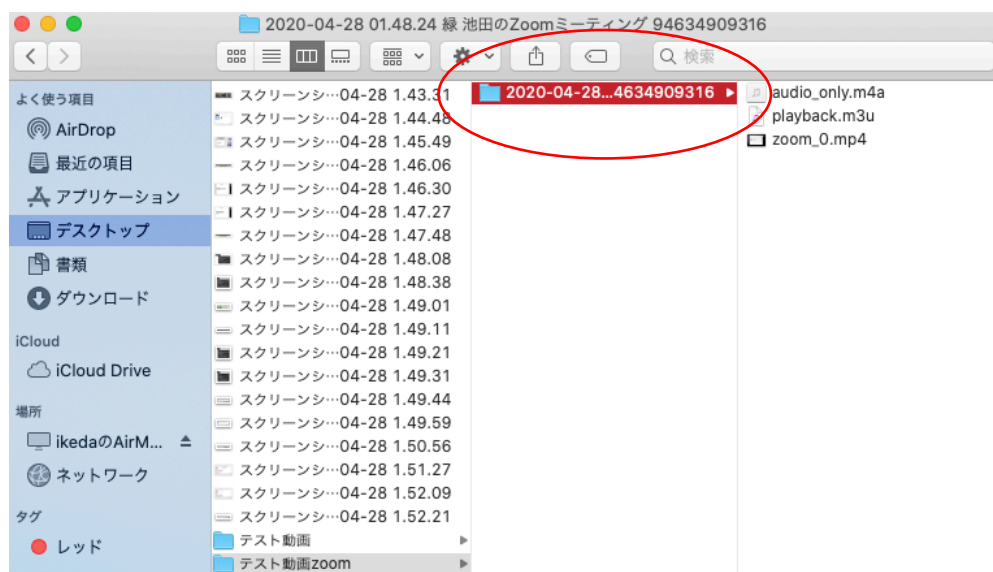 2020-04-28 01.48.24 緑 池田のZoomミーティング 94634909316
検索
よく使う項目
AirDrop
最近の項目
アプリケーション
デスクトップ
書類
ダウンロード
iCloud
iCloud Drive
場所
ikedaのAirM...
ネットワーク
タグ
レッド
スクリーンシ…04-28 1.43.31
スクリーンシ…04-28 1.44.48
スクリーンシ…04-28 1.45.49
スクリーンシ…04-28 1.46.06
スクリーンシ…04-28 1.46.30
スクリーンシ…04-28 1.47.27
スクリーンシ…04-28 1.47.48
スクリーンシ…04-28 1.48.08
スクリーンシ…04-28 1.48.38
スクリーンシ…04-28 1.49.01
スクリーンシ…04-28 1.49.11
スクリーンシ…04-28 1.49.21
スクリーンシ…04-28 1.49.31
スクリーンシ…04-28 1.49.44
スクリーンシ…04-28 1.49.59
スクリーンシ…04-28 1.50.56
スクリーンシ…04-28 1.51.27
スクリーンシ…04-28 1.52.09
スクリーンシ…04-28 1.52.21
テスト動画
テスト動画zoom
2020-04-28...4634909316
audio_only.m4a
playback.m3u
zoom_0.mp4